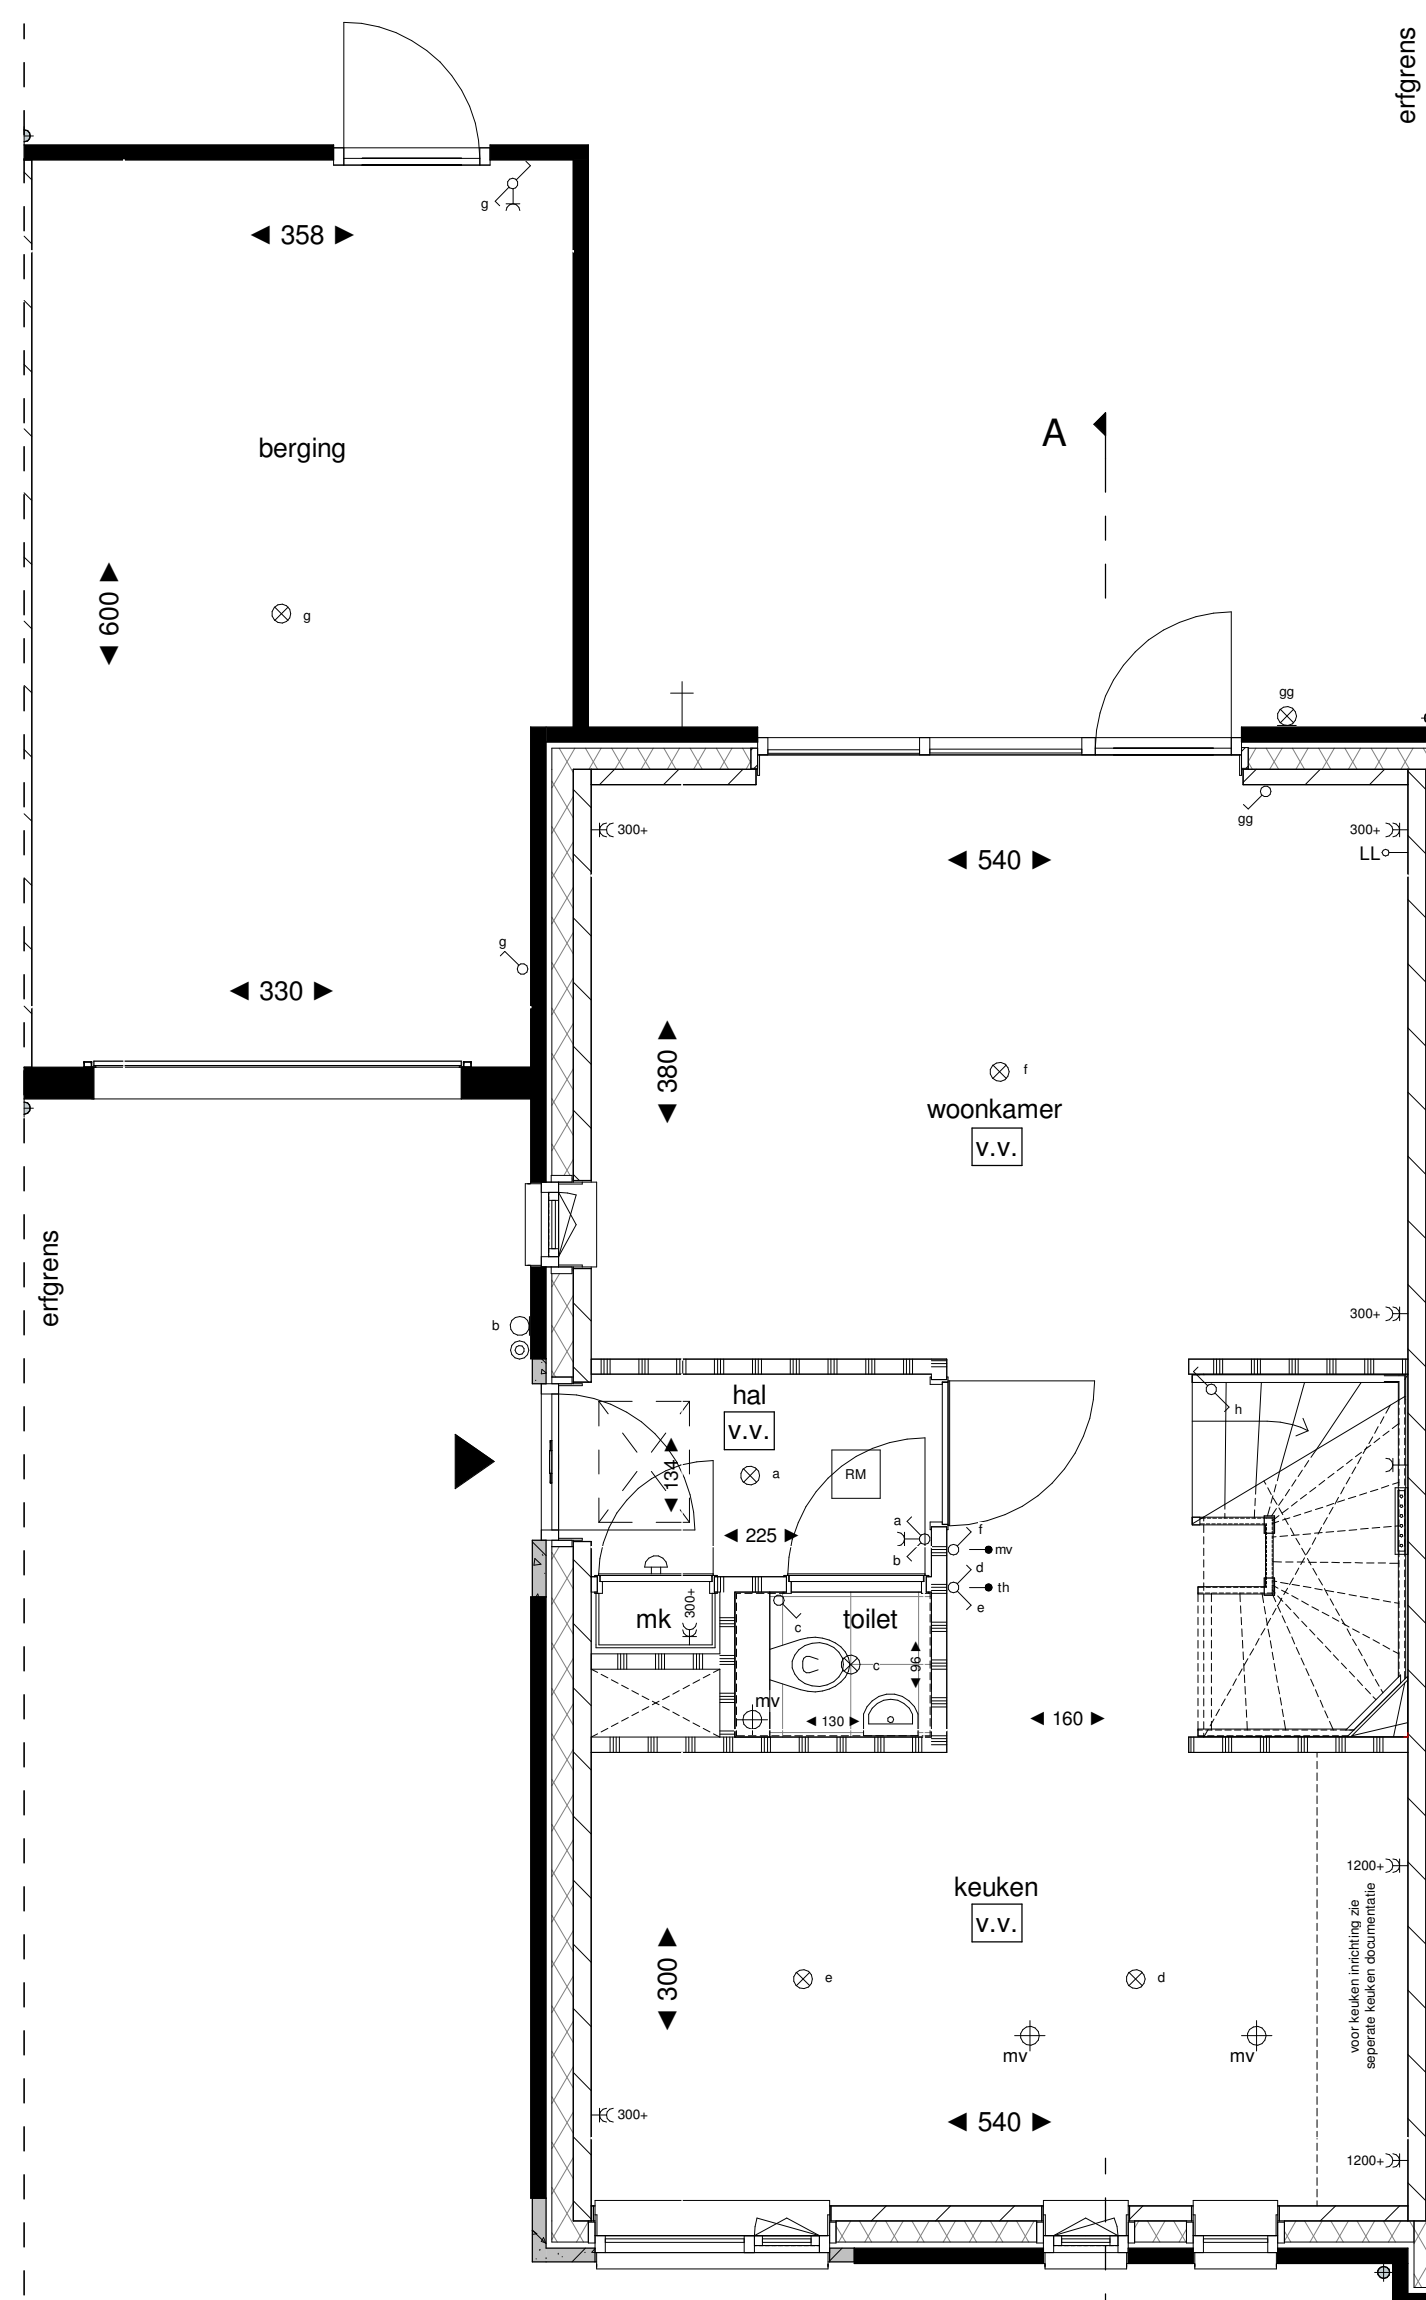 erfgrens
g
358
berging
A
600
g
gg
300+
gg
300+
540
LL
g
330
380
f
woonkamer
v.v.
erfgrens
300+
b
hal
v.v.
h
134
a
RM
225
a
b
f
mv
d
th
e
mk
300+
toilet
c
c
96
mv
130
160
keuken
v.v.
1200+
voor keuken inrichting zie
seperate keuken documentatie
300
e
d
mv
mv
300+
540
1200+